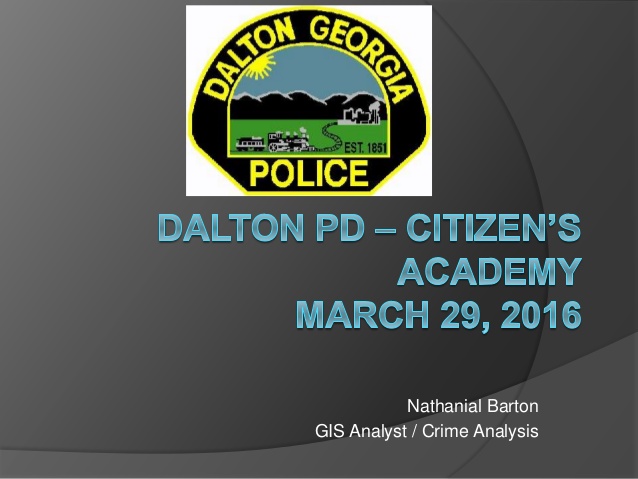 DALTON GEORGIA
EST. 1851
POLICE
DALTON PD – CITIZEN’S
ACADEMY
MARCH 29, 2016
Nathanial Barton
GIS Analyst / Crime Analysis